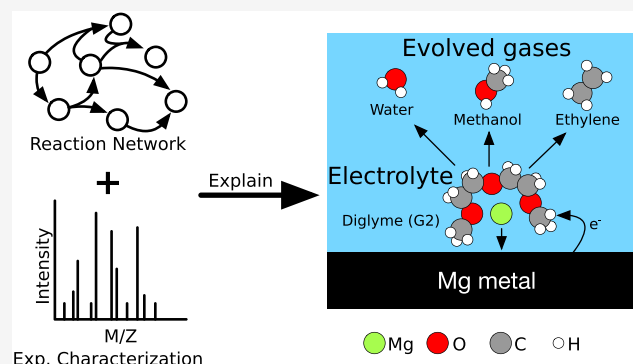 Reaction Network
+
Intensity
M/Z
Exp. Characterization
Explain
Evolved gases
Water
Methanol
Ethylene
Electrolyte
Diglyme (G2)
e-
Mg metal
Mg O C H